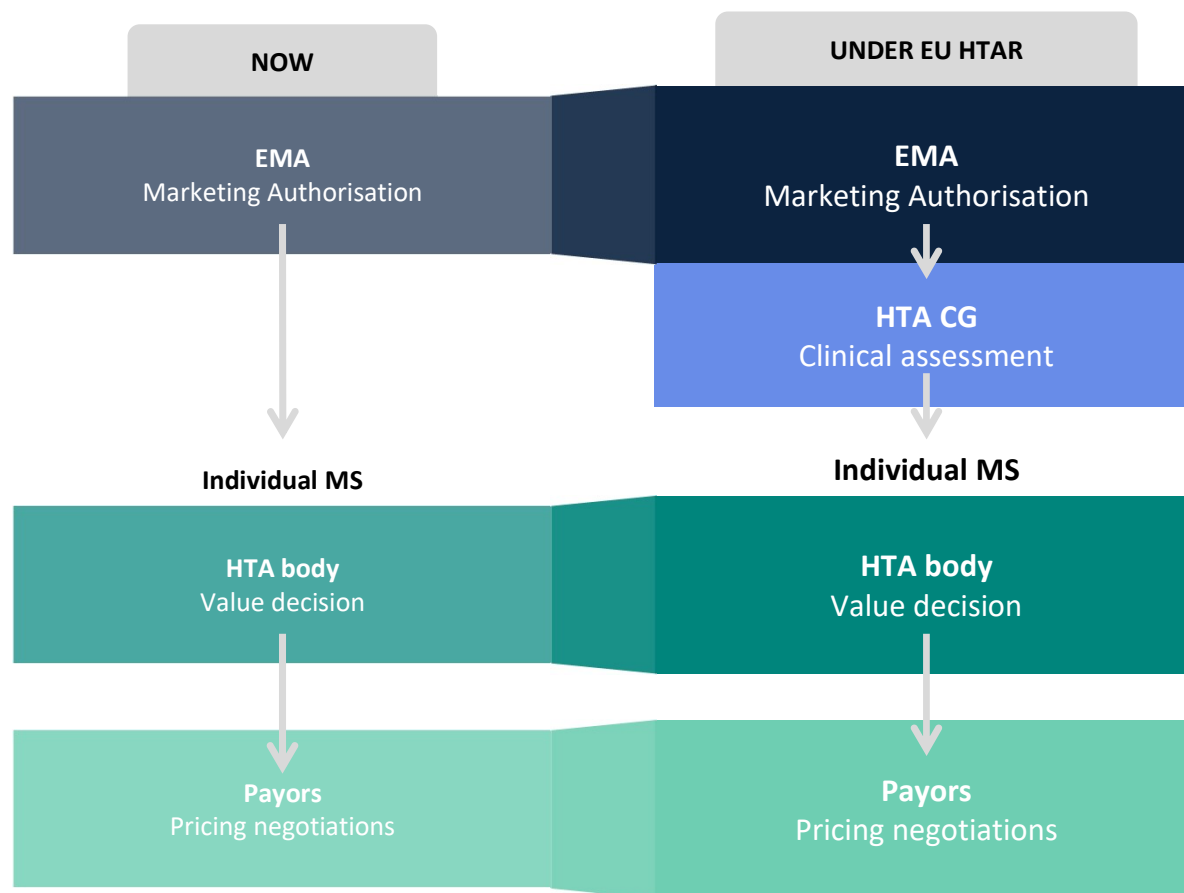 NOW
EMA
Marketing Authorisation
Individual MS
HTA body
Value decision
Payors
Pricing negotiations
UNDER EU HTAR
EMA
Marketing Authorisation
HTA CG
Clinical assessment
Individual MS
HTA body
Value decision
Payors
Pricing negotiations